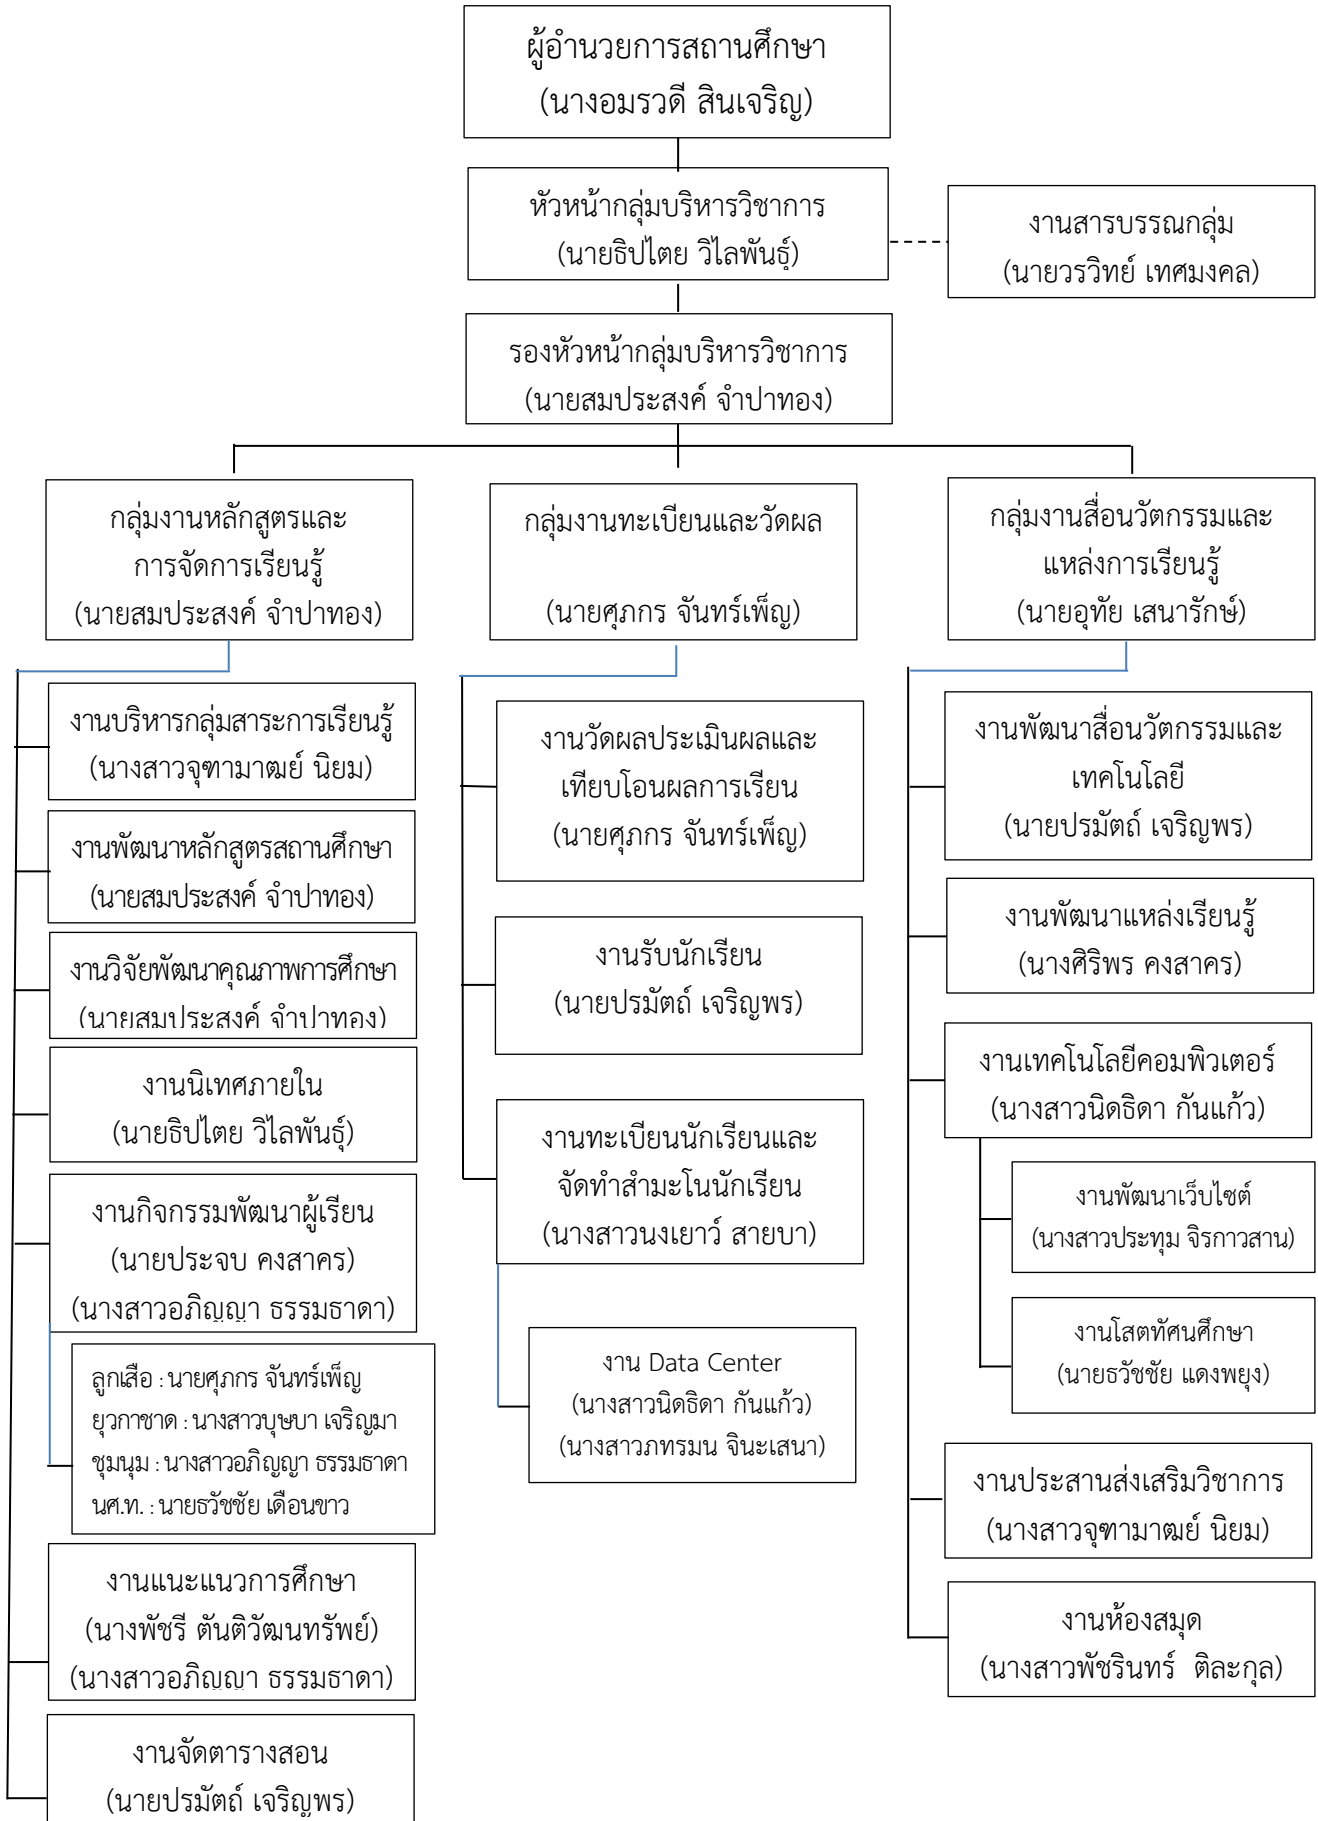 ผู้อำนวยการสถานศึกษา
(นางอมรวดี สินเจริญ)
หัวหน้ากลุ่มบริหารวิชาการ
(นายธิปไตย วิไลพันธุ์)
งานสารบรรณกลุ่ม
(นายวรวิทย์ เทศมงคล)
รองหัวหน้ากลุ่มบริหารวิชาการ
(นายสมประสงค์ จำปาทอง)
กลุ่มงานหลักสูตรและ
การจัดการเรียนรู้
(นายสมประสงค์ จำปาทอง)
งานบริหารกลุ่มสาระการเรียนรู้
(นางสาวจุฑามาฒย์ นิยม)
งานพัฒนาหลักสูตรสถานศึกษา
(นายสมประสงค์ จำปาทอง)
งานวิจัยพัฒนาคุณภาพการศึกษา
(นายสมประสงค์ จำปาทอง)
งานนิเทศภายใน
(นายธิปไตย วิไลพันธุ์)
งานกิจกรรมพัฒนาผู้เรียน
(นายประจบ คงสาคร)
(นางสาวอภิญญา ธรรมธาดา)
ลูกเสือ : นายศุภกร จันทร์เพ็ญ
ยุวกาชาด : นางสาวบุษบา เจริญมา
ชุมนุม : นางสาวอภิญญา ธรรมธาดา
นศ.ท. : นายธวัชชัย เดือนขาว
งานแนะแนวการศึกษา
(นางพัชรี ตันติวัฒนทรัพย์)
(นางสาวอภิญญา ธรรมธาดา)
งานจัดตารางสอน
(นายปรมัตถ์ เจริญพร)
กลุ่มงานทะเบียนและวัดผล
(นายศุภกร จันทร์เพ็ญ)
งานวัดผลประเมินผลและ
เทียบโอนผลการเรียน
(นายศุภกร จันทร์เพ็ญ)
งานรับนักเรียน
(นายปรมัตถ์ เจริญพร)
งานทะเบียนนักเรียนและ
จัดทำสำมะโนนักเรียน
(นางสาวนงเยาว์ สายบา)
งาน Data Center
(นางสาวนิดธิดา กันแก้ว)
(นางสาวภทรมน จินะเสนา)
กลุ่มงานสื่อนวัตกรรมและ
แหล่งการเรียนรู้
(นายอุทัย เสนารักษ์)
งานพัฒนาสื่อนวัตกรรมและ
เทคโนโลยี
(นายปรมัตถ์ เจริญพร)
งานพัฒนาแหล่งเรียนรู้
(นางศิริพร คงสาคร)
งานเทคโนโลยีคอมพิวเตอร์
(นางสาวนิดธิดา กันแก้ว)
งานพัฒนาเว็บไซต์
(นางสาวประทุม จิรกาวสาน)
งานโสตทัศนศึกษา
(นายธวัชชัย แดงพยุง)
งานประสานส่งเสริมวิชาการ
(นางสาวจุฑามาฒย์ นิยม)
งานห้องสมุด
(นางสาวพัชรินทร์  ติละกุล)